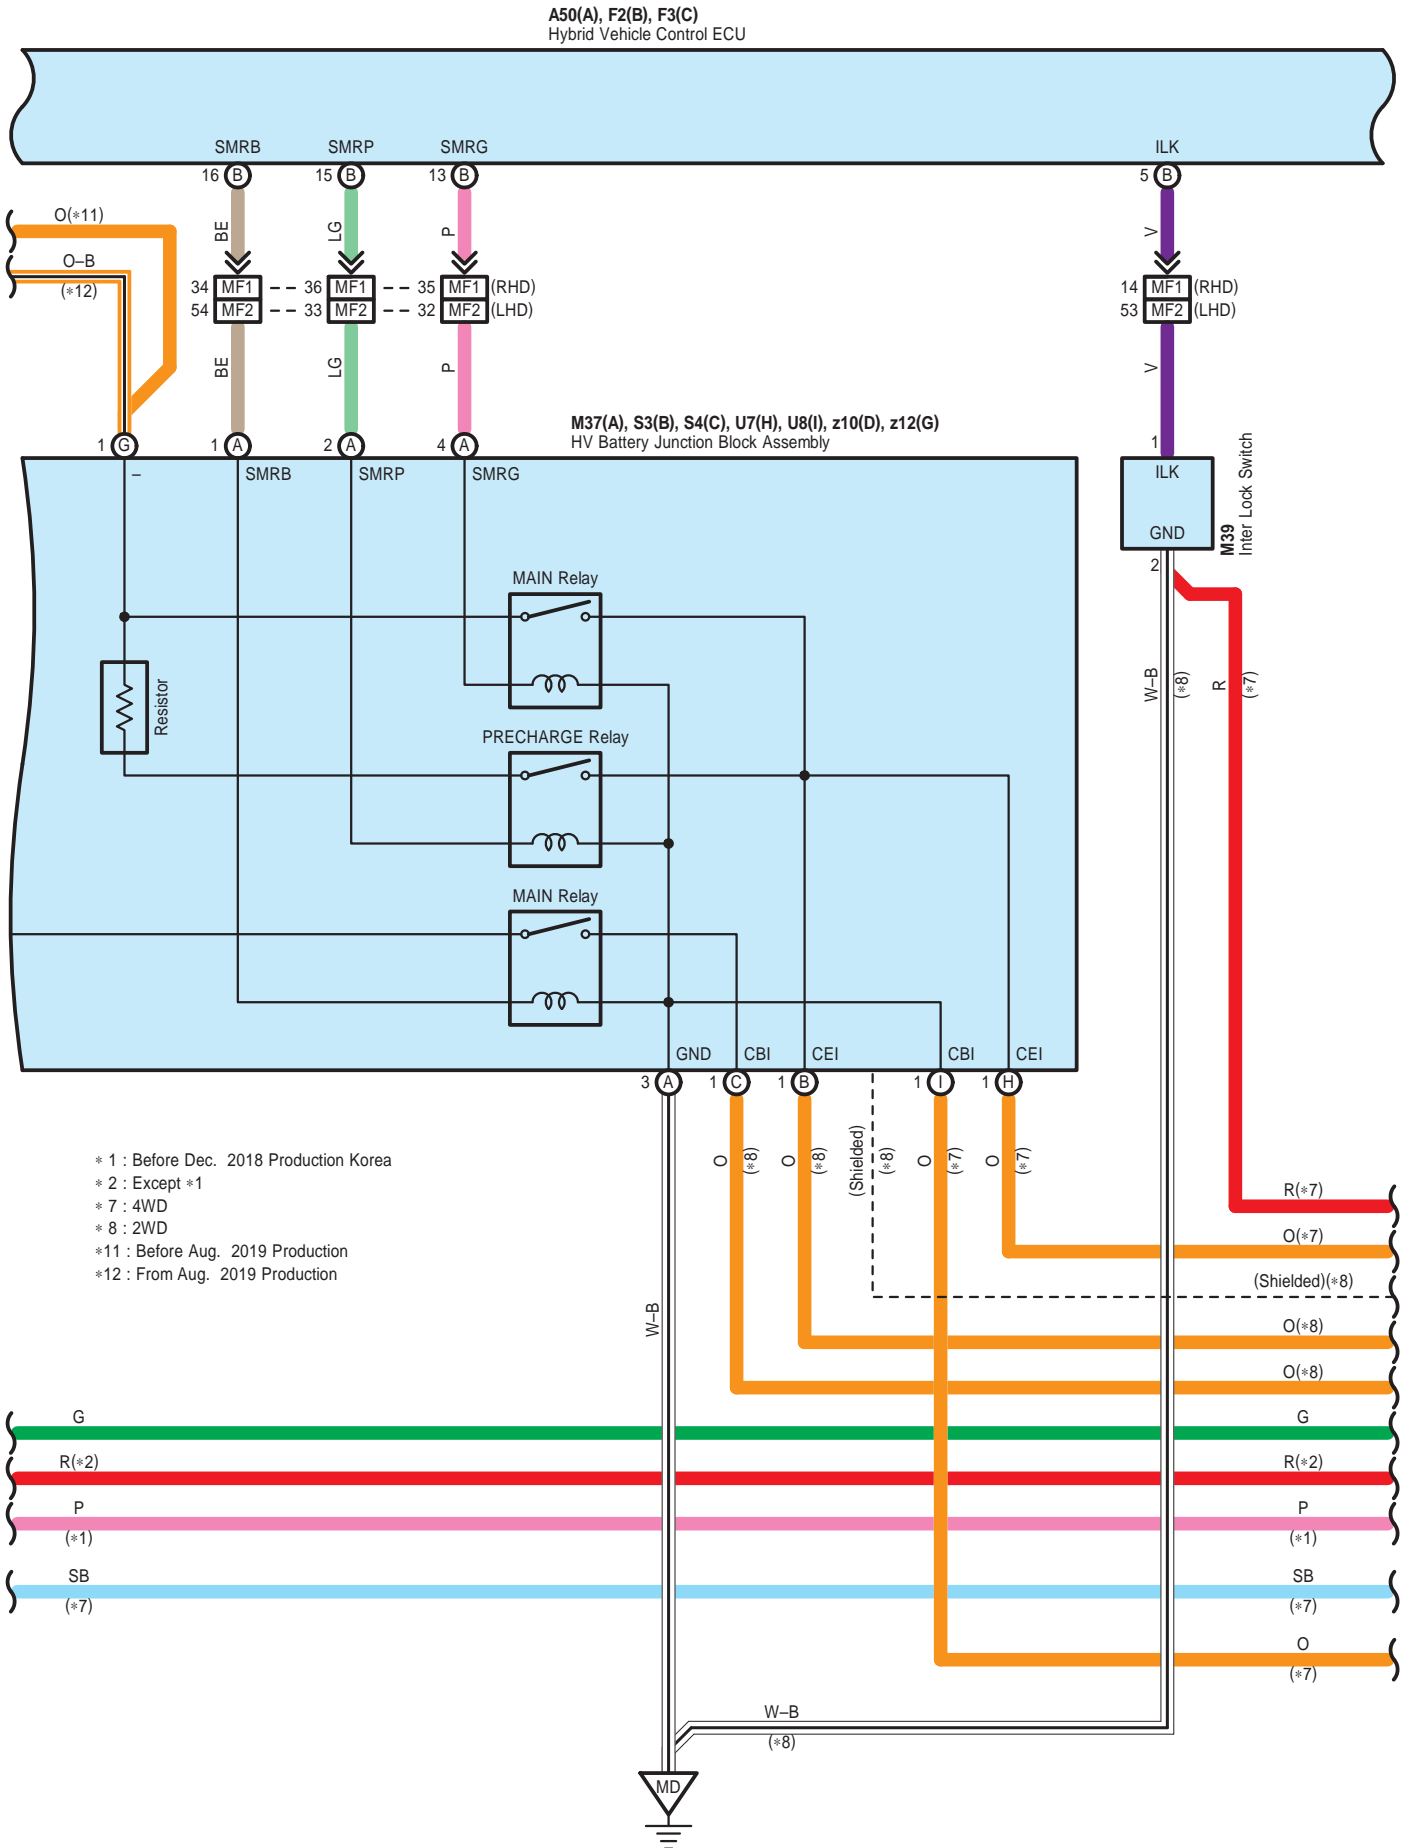 A50(A), F2(B), F3(C)
Hybrid Vehicle Control ECU
SMRB SMRP SMRG ILK
16 B 15 B 13 B 5 B
O(*11)
BE LG P V
O–B
(*12)
34 MF1 36 MF1 35 MF1 (RHD) 14 MF1 (RHD)
54 MF2 33 MF2 32 MF2 (LHD) 53 MF2 (LHD)
BE LG P V
M37(A), S3(B), S4(C), U7(H), U8(I), z10(D), z12(G)
HV Battery Junction Block Assembly
1 G 1 A 2 A 4 A 1
– SMRB SMRP SMRG ILK
GND
M39
Inter Lock Switch
2
MAIN Relay
Resistor
W–B
(*8)
R
(*7)
PRECHARGE Relay
MAIN Relay
GND CBI CEI CBI CEI
3 A 1 C 1 B 1 I 1 H
O
(*8)
O
(*8)
(Shielded)
(*8)
O
(*7)
O
(*7)
* 1 : Before Dec. 2018 Production Korea
* 2 : Except *1
* 7 : 4WD
* 8 : 2WD
*11 : Before Aug. 2019 Production
*12 : From Aug. 2019 Production
R(*7)
O(*7)
(Shielded)(*8)
W–B
O(*8)
O(*8)
G G
R(*2) R(*2)
P P
(*1) (*1)
SB SB
(*7) (*7)
O
(*7)
W–B
(*8)
MD